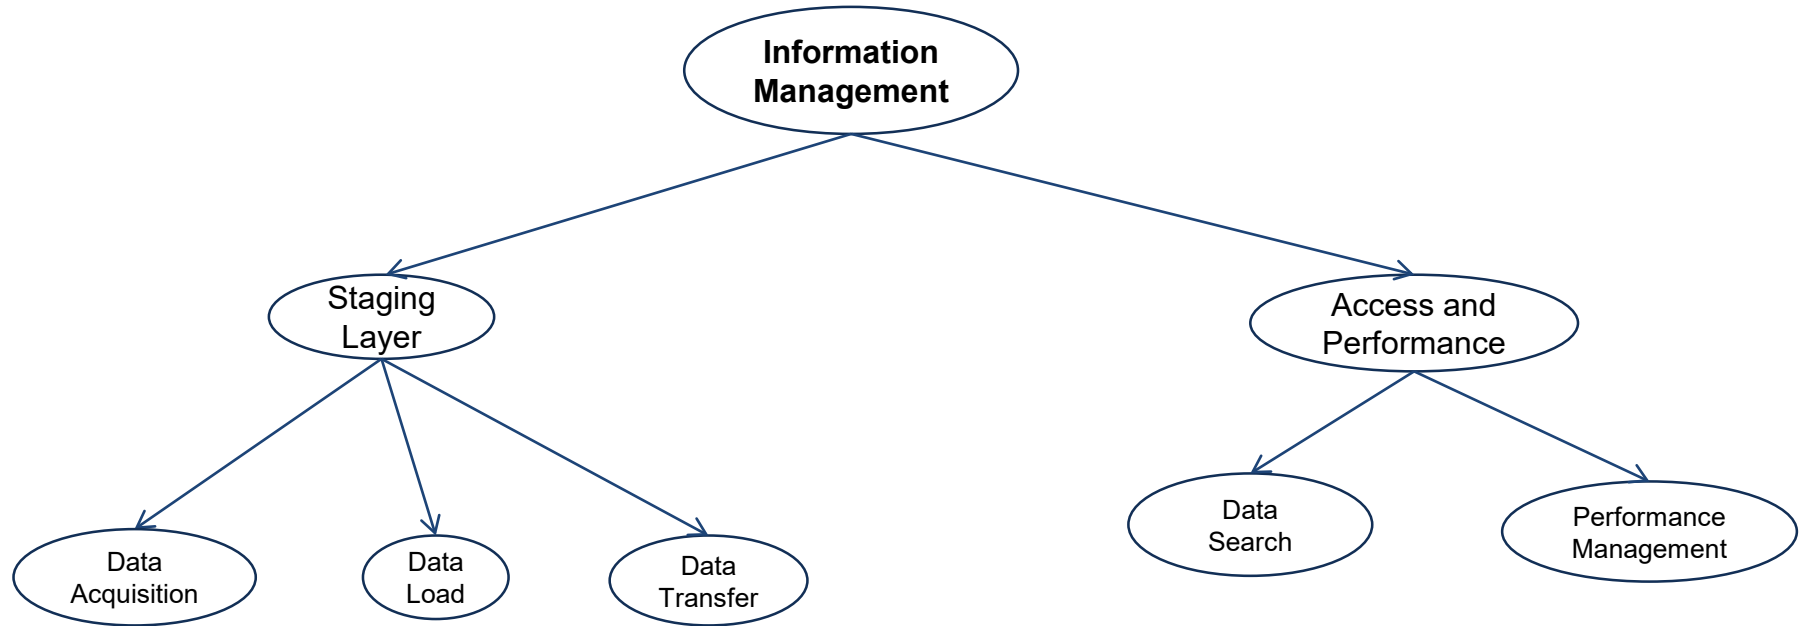 Information
Management
Staging
Layer
Access and
Performance
Data
Acquisition
Data
Load
Data
Transfer
Data
Search
Performance
Management